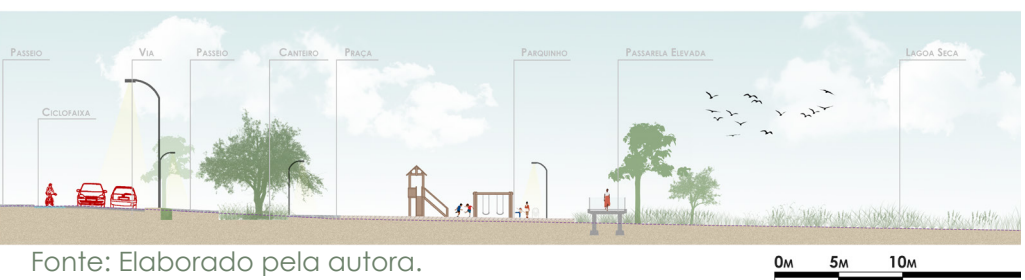 Passeio
Via
Passeio
Canteiro
Praça
Parquinho
Passarela Elevada
Lagoa Seca
Ciclofaixa
Fonte: Elaborado pela autora.
0m 5m 10m